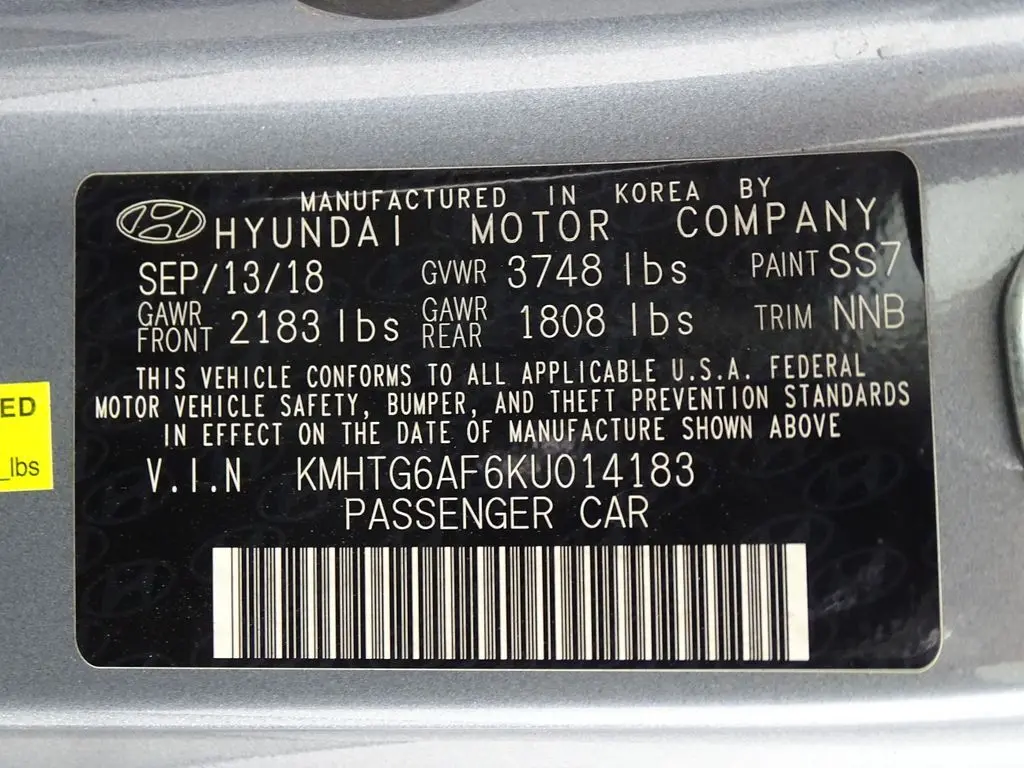 MANUFACTURED IN KOREA BY
HYUNDAI MOTOR COMPANY
SEP/13/18 GVWR 3748 lbs PAINT SS7
GAWR FRONT 2183 lbs GAWR REAR 1808 lbs TRIM NNB
THIS VEHICLE CONFORMS TO ALL APPLICABLE U.S.A. FEDERAL
MOTOR VEHICLE SAFETY, BUMPER, AND THEFT PREVENTION STANDARDS
IN EFFECT ON THE DATE OF MANUFACTURE SHOWN ABOVE
V.I.N KMHTG6AF6KU014183
PASSENGER CAR
ED
_lbs